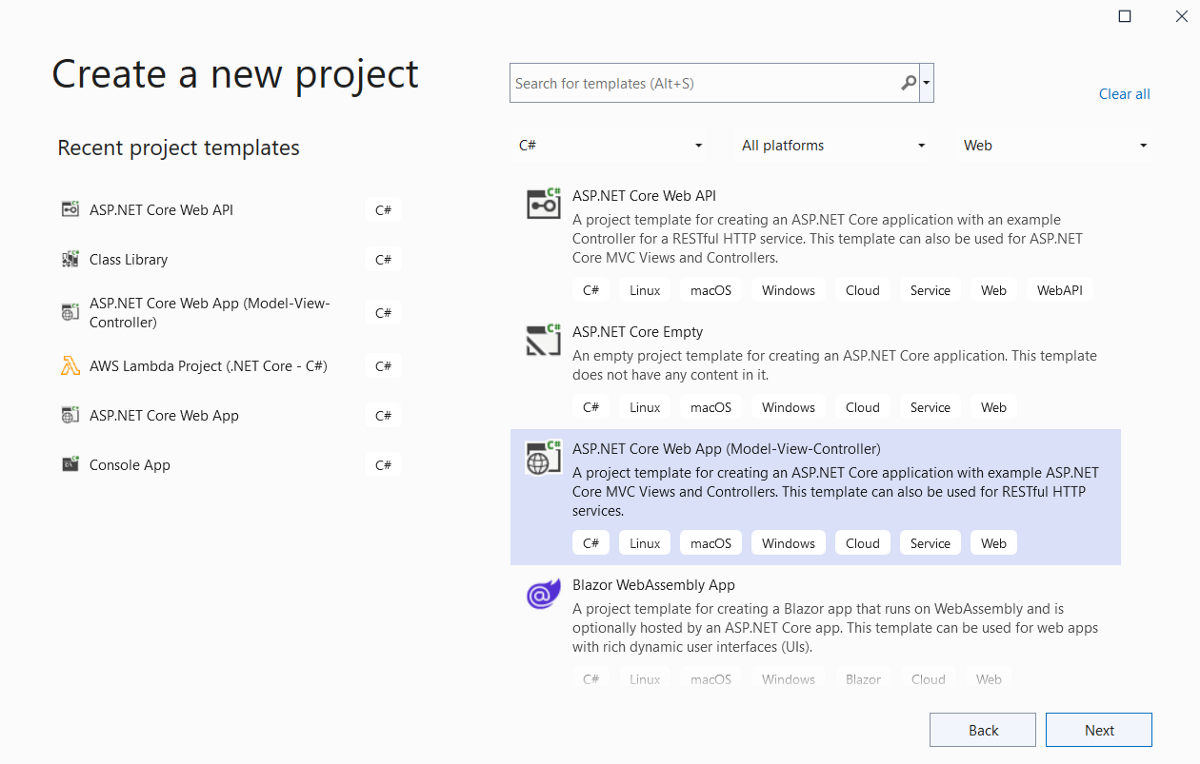 Create a new project
Search for templates (Alt+S)
Clear all
Recent project templates
C#
All platforms
Web
ASP.NET Core Web API
C#
Class Library
C#
ASP.NET Core Web App (Model-View-
Controller)
C#
AWS Lambda Project (.NET Core - C#)
C#
ASP.NET Core Web App
C#
Console App
C#
ASP.NET Core Web API
A project template for creating an ASP.NET Core application with an example
Controller for a RESTful HTTP service. This template can also be used for ASP.NET
Core MVC Views and Controllers.
C# Linux macOS Windows Cloud Service Web WebAPI
ASP.NET Core Empty
An empty project template for creating an ASP.NET Core application. This template
does not have any content in it.
C# Linux macOS Windows Cloud Service Web
ASP.NET Core Web App (Model-View-Controller)
A project template for creating an ASP.NET Core application with example ASP.NET
Core MVC Views and Controllers. This template can also be used for RESTful HTTP
services.
C# Linux macOS Windows Cloud Service Web
Blazor WebAssembly App
A project template for creating a Blazor app that runs on WebAssembly and is
optionally hosted by an ASP.NET Core app. This template can be used for web apps
with rich dynamic user interfaces (UIs).
C# Linux macOS Windows Blazor Cloud Web
Back
Next